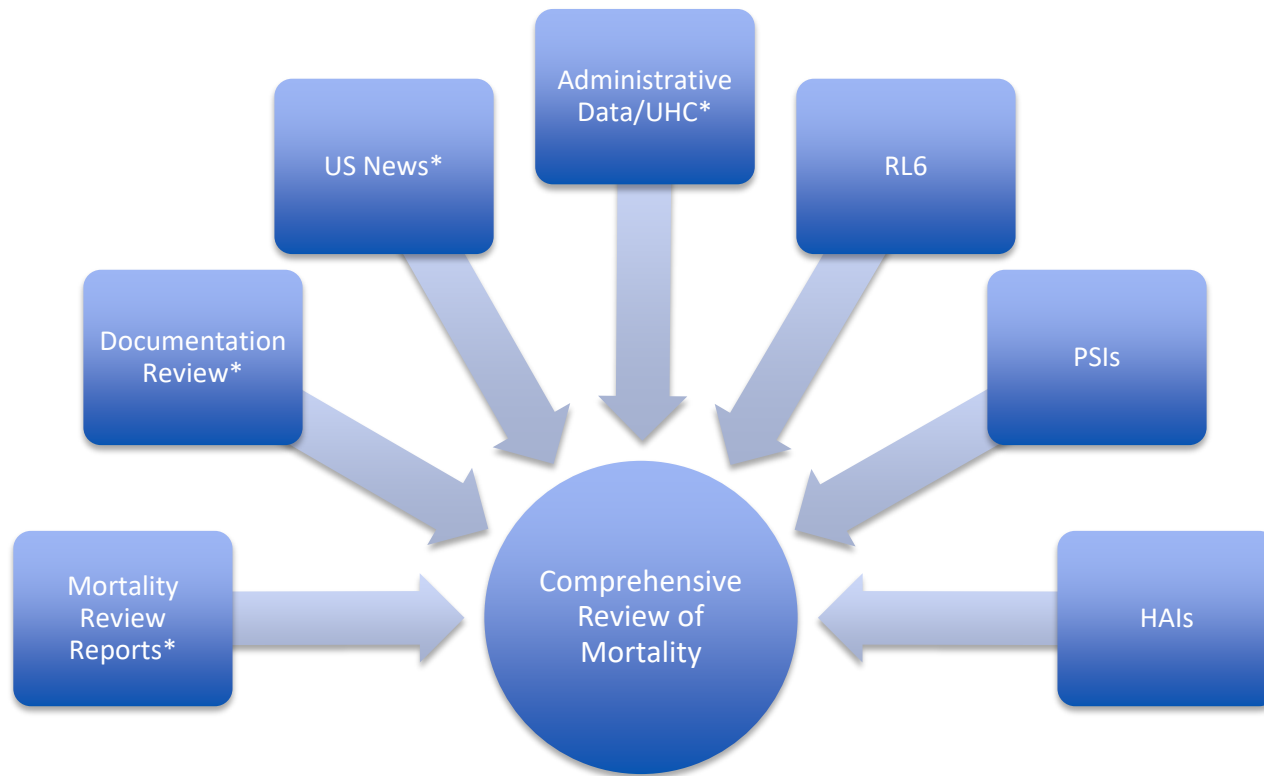 Administrative
Data/UHC*
US News*
RL6
Documentation
Review*
PSIs
Mortality
Review
Reports*
Comprehensive
Review of
Mortality
HAIs